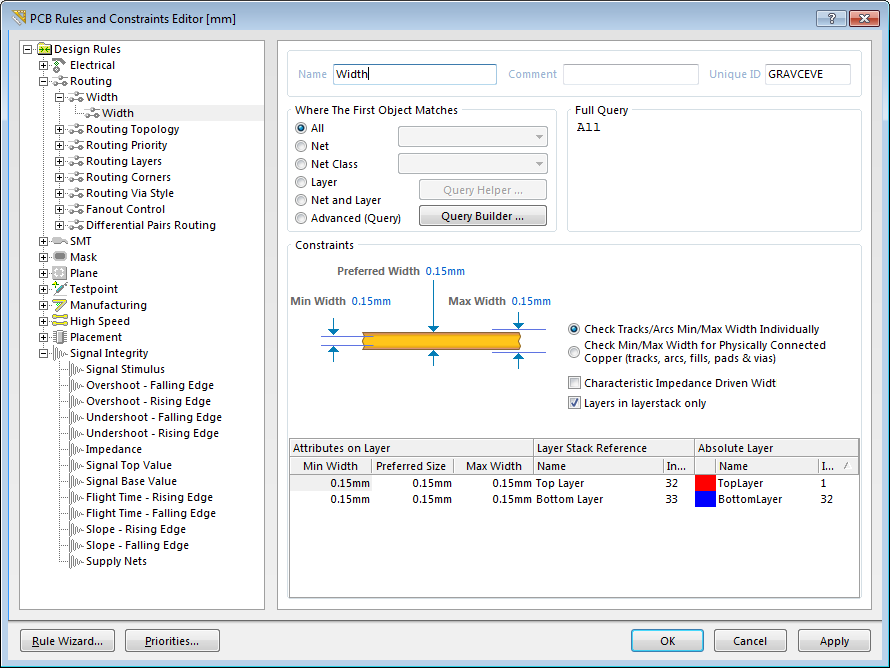 PCB Rules and Constraints Editor [mm]
Design Rules
Electrical
Routing
Width
Width
Routing Topology
Routing Priority
Routing Layers
Routing Corners
Routing Via Style
Fanout Control
Differential Pairs Routing
SMT
Mask
Plane
Testpoint
Manufacturing
High Speed
Placement
Signal Integrity
Signal Stimulus
Overshoot - Falling Edge
Overshoot - Rising Edge
Undershoot - Falling Edge
Undershoot - Rising Edge
Impedance
Signal Top Value
Signal Base Value
Flight Time - Rising Edge
Flight Time - Falling Edge
Slope - Rising Edge
Slope - Falling Edge
Supply Nets
Name Width Comment Unique ID GRAVCEVE
Where The First Object Matches
All
Net
Net Class
Layer
Net and Layer
Advanced (Query)
Query Helper ...
Query Builder ...
Full Query
All
Constraints
Preferred Width 0.15mm
Min Width 0.15mm Max Width 0.15mm
Check Tracks/Arcs Min/Max Width Individually
Check Min/Max Width for Physically Connected
Copper (tracks, arcs, fills, pads & vias)
Characteristic Impedance Driven Widt
Layers in layerstack only
Attributes on Layer Layer Stack Reference Absolute Layer
Min Width Preferred Size Max Width Name In... Name I...
0.15mm 0.15mm 0.15mm Top Layer 32 TopLayer 1
0.15mm 0.15mm 0.15mm Bottom Layer 33 BottomLayer 32
Rule Wizard... Priorities... OK Cancel Apply